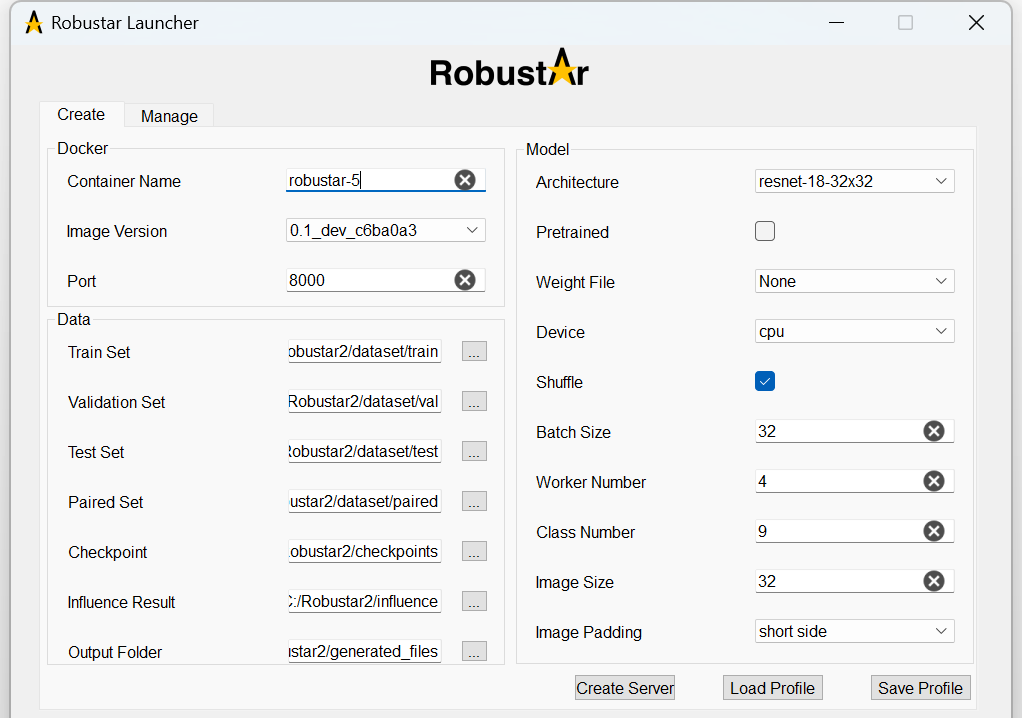 Robustar Launcher
Robustar
Create
Manage
Docker
Container Name
robustar-5
Image Version
0.1_dev_c6ba0a3
Port
8000
Data
Train Set
obustar2/dataset/train
...
Validation Set
Robustar2/dataset/val
...
Test Set
Robustar2/dataset/test
...
Paired Set
ustar2/dataset/paired
...
Checkpoint
obustar2/checkpoints
...
Influence Result
C:/Robustar2/influence
...
Output Folder
star2/generated_files
...
Model
Architecture
resnet-18-32x32
Pretrained
Weight File
None
Device
cpu
Shuffle
Batch Size
32
Worker Number
4
Class Number
9
Image Size
32
Image Padding
short side
Create Server
Load Profile
Save Profile